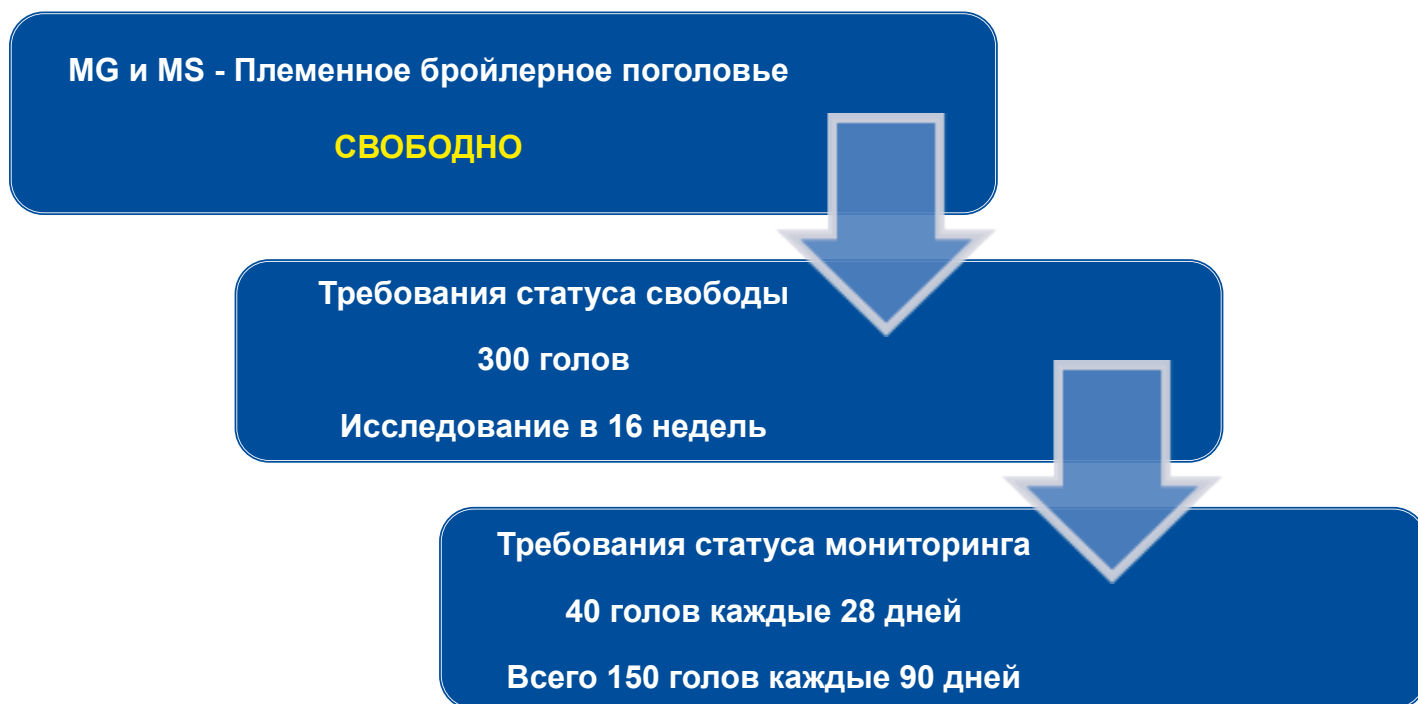 MG и MS - Племенное бройлерное поголовье
СВОБОДНО
Требования статуса свободы
300 голов
Исследование в 16 недель
Требования статуса мониторинга
40 голов каждые 28 дней
Всего 150 голов каждые 90 дней